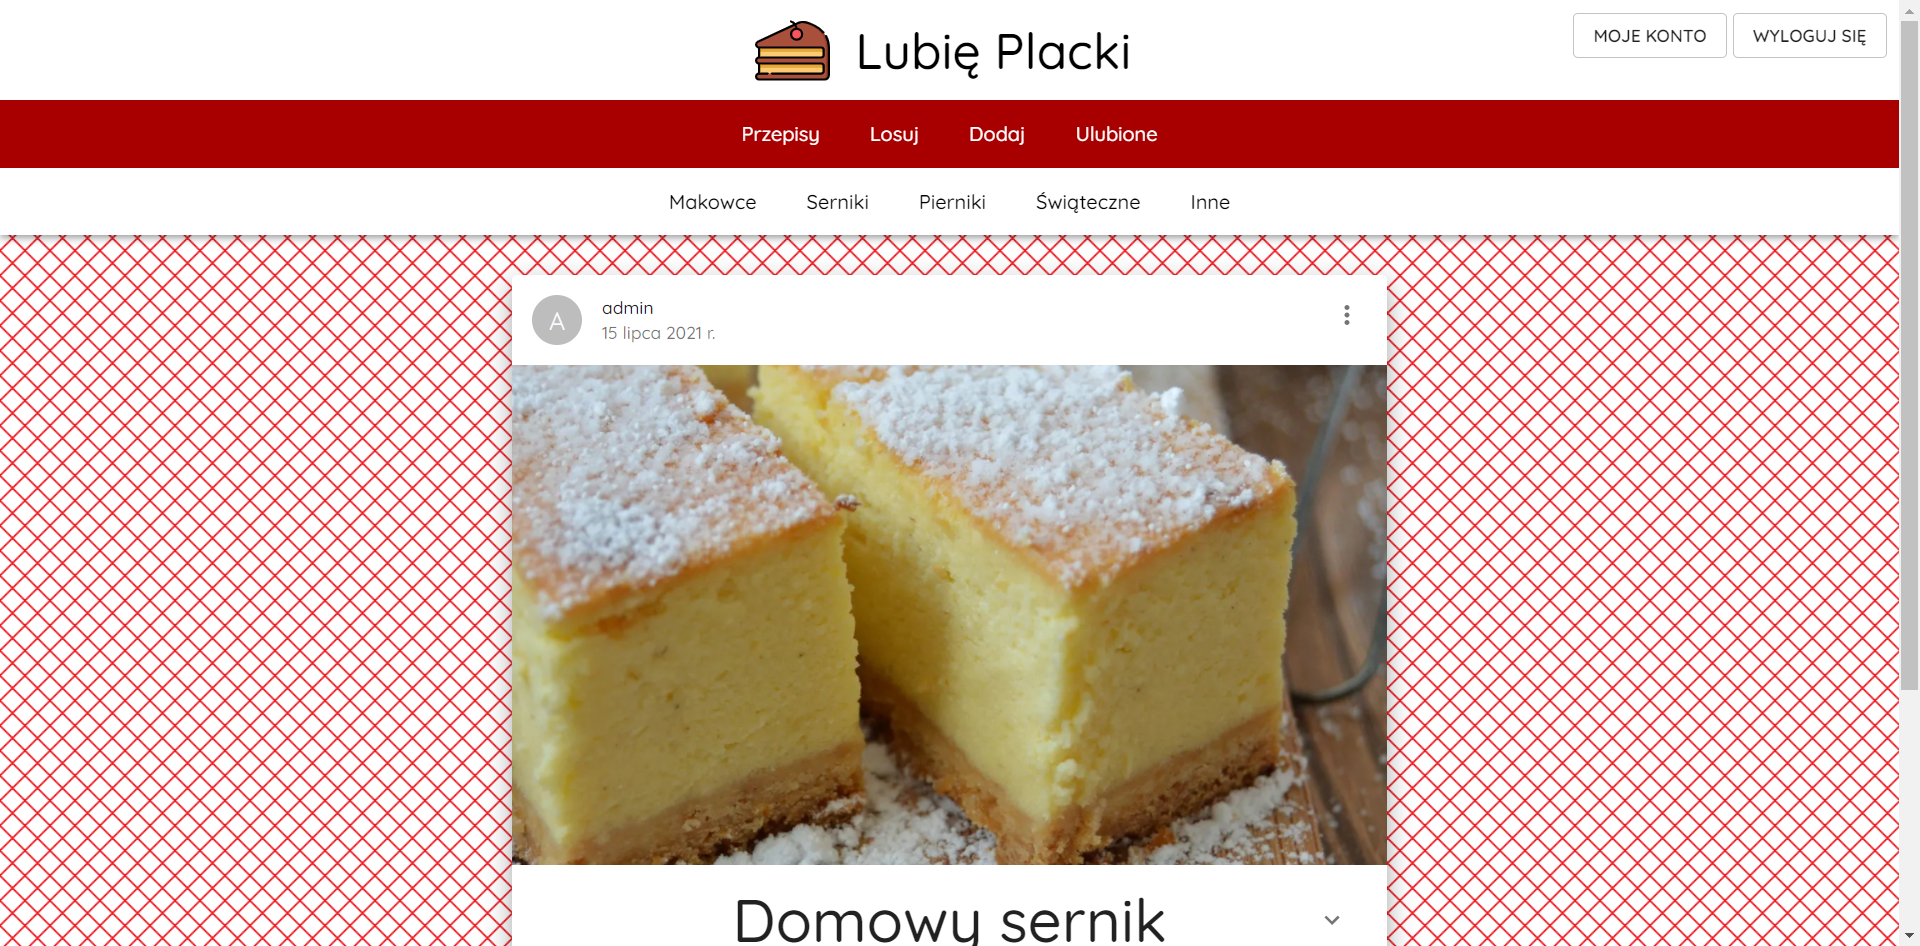 Lubię Placki
MOJE KONTO
WYLOGUJ SIĘ
Przepisy
Losuj
Dodaj
Ulubione
Makowce
Serniki
Pierniki
Świąteczne
Inne
A
admin
15 lipca 2021 r.
Domowy sernik